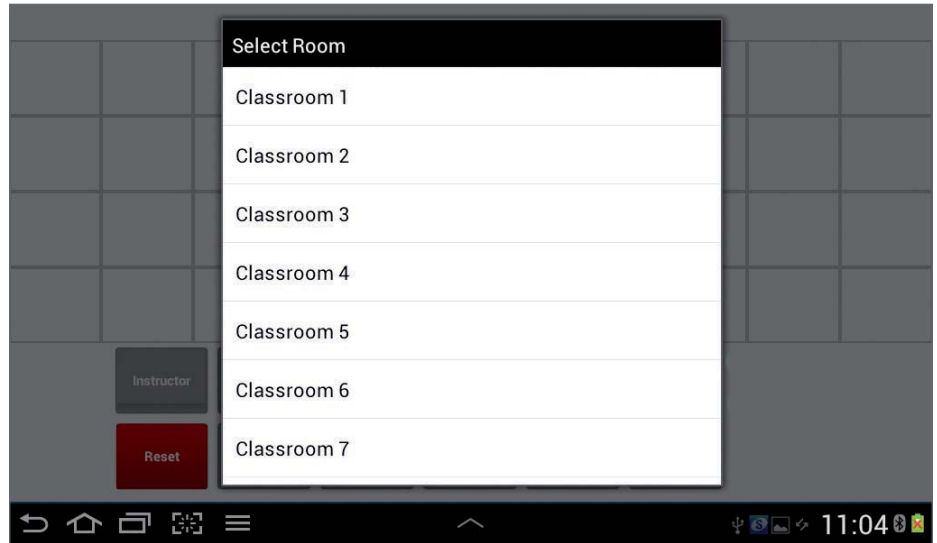 Select Room
Classroom 1
Classroom 2
Classroom 3
Classroom 4
Classroom 5
Classroom 6
Classroom 7
Instructor
Reset
11:04